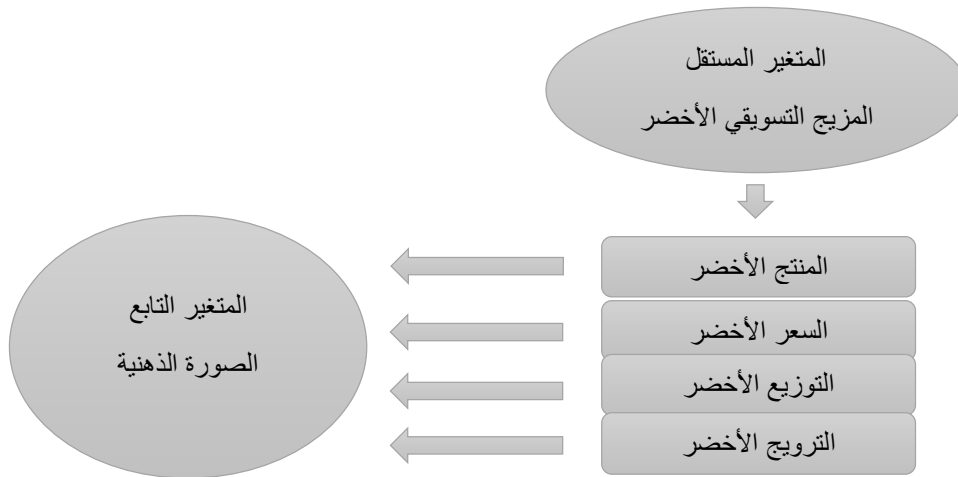 المتغير المستقل
المزيج التسويقي الأخضر
المنتج الأخضر
السعر الأخضر
التوزيع الأخضر
الترويج الأخضر
المتغير التابع
الصورة الذهنية